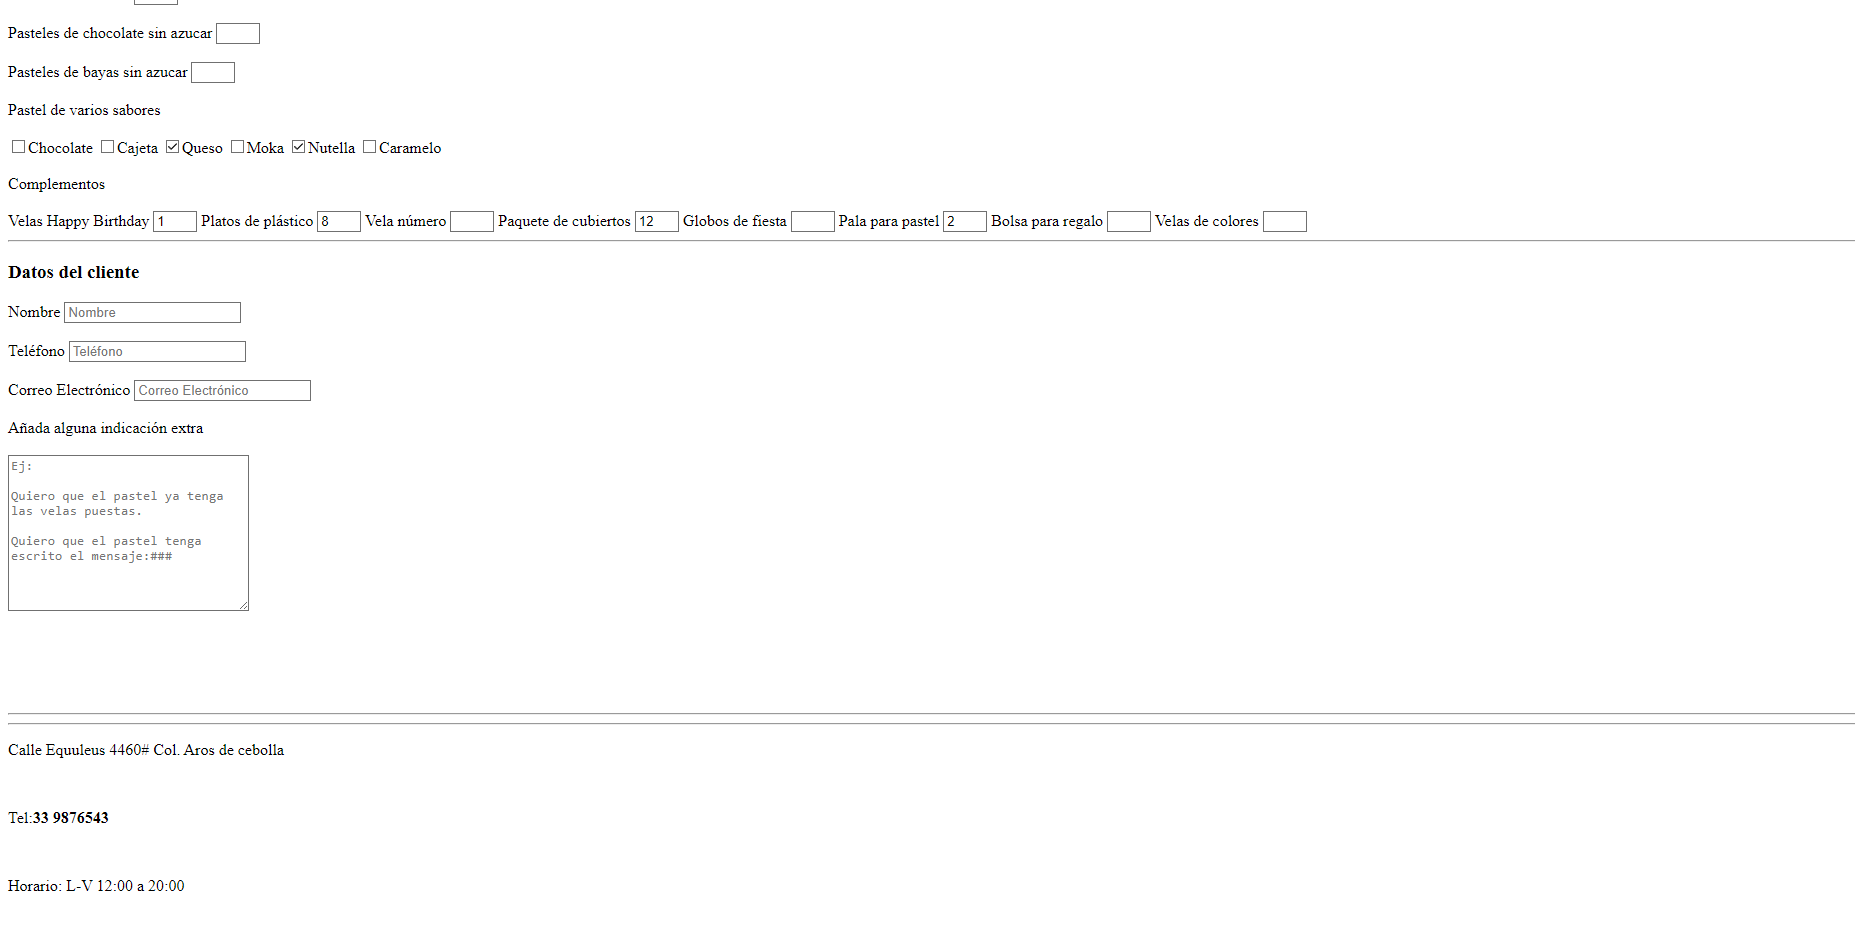 Pasteles de chocolate sin azucar
Pasteles de bayas sin azucar
Pastel de varios sabores
Chocolate Cajeta Queso Moka Nutella Caramelo
Complementos
Velas Happy Birthday 1 Platos de plástico 8 Vela número Paquete de cubiertos 12 Globos de fiesta Pala para pastel 2 Bolsa para regalo Velas de colores
Datos del cliente
Nombre Nombre
Teléfono Teléfono
Correo Electrónico Correo Electrónico
Añada alguna indicación extra
Ej:
Quiero que el pastel ya tenga
las velas puestas.
Quiero que el pastel tenga
escrito el mensaje:###
Calle Equuleus 4460# Col. Aros de cebolla
Tel:33 9876543
Horario: L-V 12:00 a 20:00